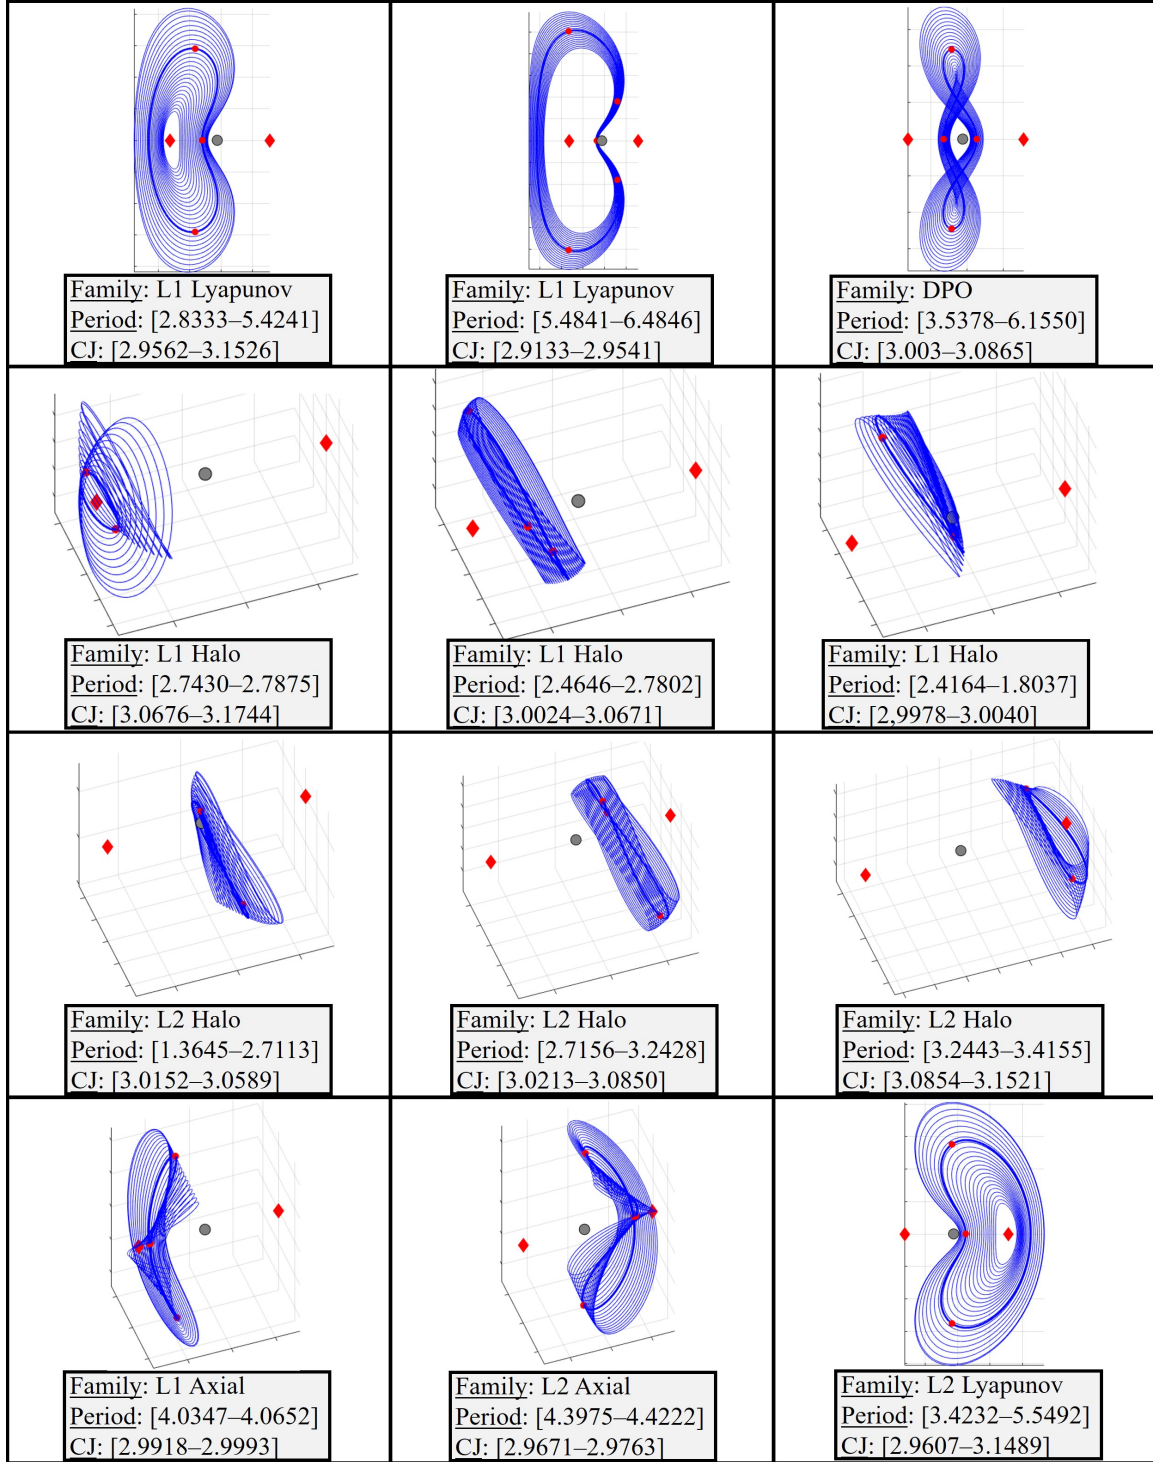 Family: L1 Lyapunov
Period: [2.8333–5.4241]
CJ: [2.9562–3.1526]
Family: L1 Lyapunov
Period: [5.4841–6.4846]
CJ: [2.9133–2.9541]
Family: DPO
Period: [3.5378–6.1550]
CJ: [3.003–3.0865]
Family: L1 Halo
Period: [2.7430–2.7875]
CJ: [3.0676–3.1744]
Family: L1 Halo
Period: [2.4646–2.7802]
CJ: [3.0024–3.0671]
Family: L1 Halo
Period: [2.4164–1.8037]
CJ: [2,9978–3.0040]
Family: L2 Halo
Period: [1.3645–2.7113]
CJ: [3.0152–3.0589]
Family: L2 Halo
Period: [2.7156–3.2428]
CJ: [3.0213–3.0850]
Family: L2 Halo
Period: [3.2443–3.4155]
CJ: [3.0854–3.1521]
Family: L1 Axial
Period: [4.0347–4.0652]
CJ: [2.9918–2.9993]
Family: L2 Axial
Period: [4.3975–4.4222]
CJ: [2.9671–2.9763]
Family: L2 Lyapunov
Period: [3.4232–5.5492]
CJ: [2.9607–3.1489]